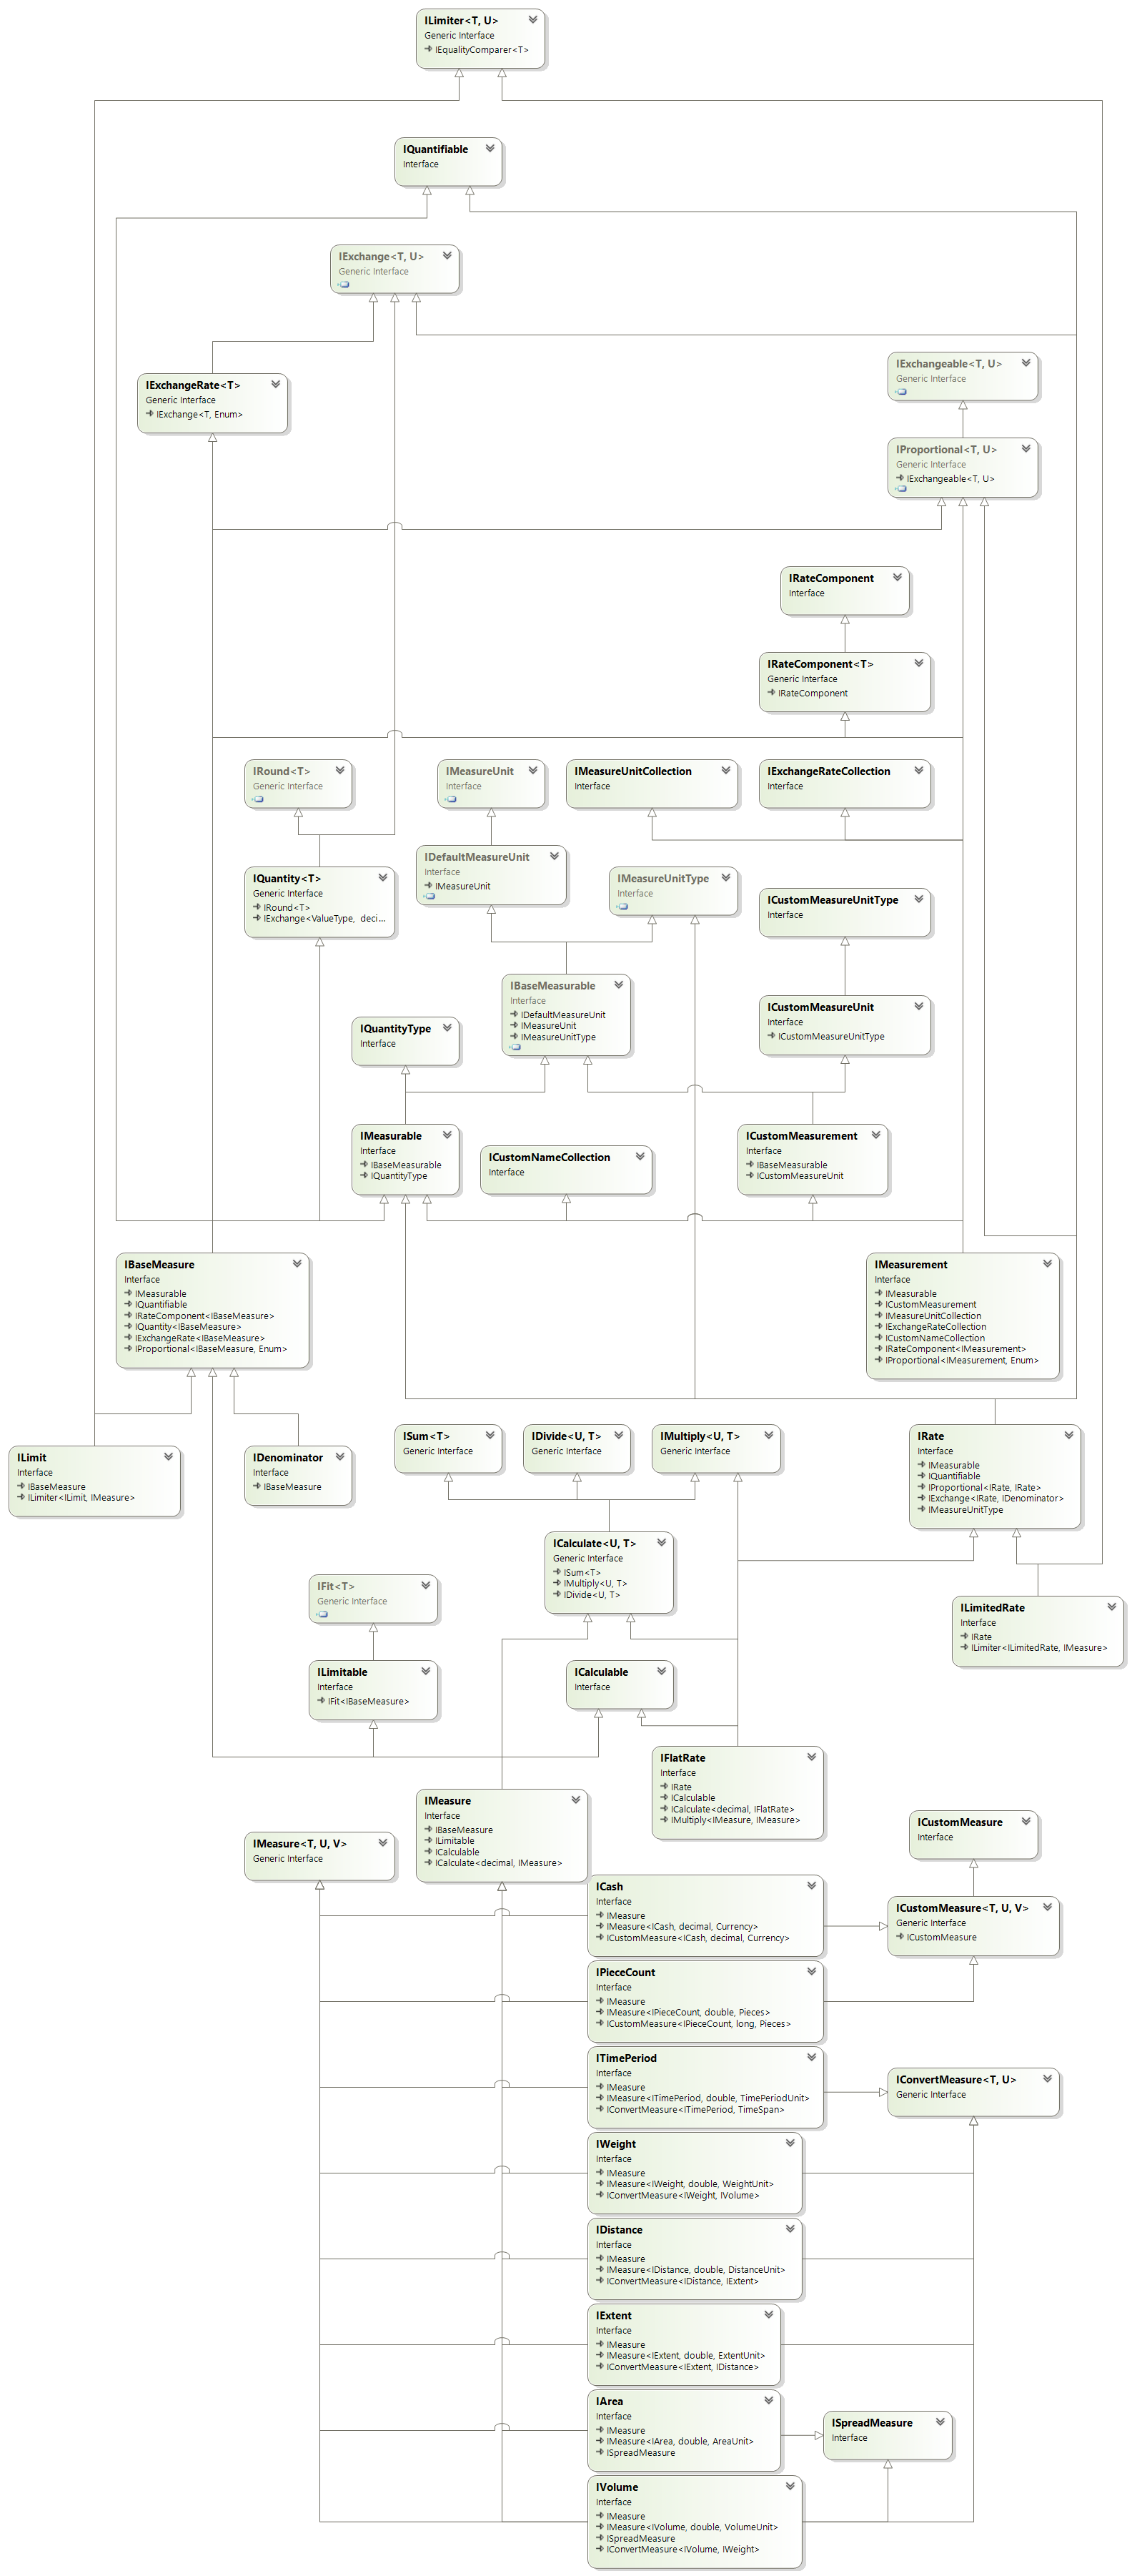 ILimiter<T, U>
Generic Interface
IEqualityComparer<T>
IQuantifiable
Interface
IExchange<T, U>
Generic Interface
IExchangeRate<T>
Generic Interface
IExchange<T, Enum>
IExchangeable<T, U>
Generic Interface
IProportional<T, U>
Generic Interface
IExchangeable<T, U>
IRateComponent
Interface
IRateComponent<T>
Generic Interface
IRateComponent
IRound<T>
Generic Interface
IMeasureUnit
Interface
IMeasureUnitCollection
Interface
IExchangeRateCollection
Interface
IDefaultMeasureUnit
Interface
IMeasureUnit
IQuantity<T>
Generic Interface
IRound<T>
IExchange<ValueType, deci...
IMeasureUnitType
Interface
ICustomMeasureUnitType
Interface
IBaseMeasurable
Interface
IDefaultMeasureUnit
IMeasureUnit
IMeasureUnitType
ICustomMeasureUnit
Interface
ICustomMeasureUnitType
IQuantityType
Interface
IMeasurable
Interface
IBaseMeasurable
IQuantityType
ICustomNameCollection
Interface
ICustomMeasurement
Interface
IBaseMeasurable
ICustomMeasureUnit
IBaseMeasure
Interface
IMeasurable
IQuantifiable
IRateComponent<IBaseMeasure>
IQuantity<IBaseMeasure>
IExchangeRate<IBaseMeasure>
IProportional<IBaseMeasure, Enum>
IMeasurement
Interface
IMeasurable
ICustomMeasurement
IMeasureUnitCollection
IExchangeRateCollection
ICustomNameCollection
IRateComponent<IMeasurement>
IProportional<IMeasurement, Enum>
ILimit
Interface
IBaseMeasure
ILimiter<ILimit, IMeasure>
IDenominator
Interface
IBaseMeasure
ISum<T>
Generic Interface
IDivide<U, T>
Generic Interface
IMultiply<U, T>
Generic Interface
IRate
Interface
IMeasurable
IQuantifiable
IProportional<IRate, IRate>
IExchange<IRate, IDenominator>
IMeasureUnitType
ICalculate<U, T>
Generic Interface
ISum<T>
IMultiply<U, T>
IDivide<U, T>
IFit<T>
Generic Interface
ILimitedRate
Interface
IRate
ILimiter<ILimitedRate, IMeasure>
ILimitable
Interface
IFit<IBaseMeasure>
ICalculable
Interface
IFlatRate
Interface
IRate
ICalculable
ICalculate<decimal, IFlatRate>
IMultiply<IMeasure, IMeasure>
IMeasure
Interface
IBaseMeasure
ILimitable
ICalculable
ICalculate<decimal, IMeasure>
IMeasure<T, U, V>
Generic Interface
ICustomMeasure
Interface
ICash
Interface
IMeasure
IMeasure<ICash, decimal, Currency>
ICustomMeasure<ICash, decimal, Currency>
ICustomMeasure<T, U, V>
Generic Interface
ICustomMeasure
IPieceCount
Interface
IMeasure
IMeasure<IPieceCount, double, Pieces>
ICustomMeasure<IPieceCount, long, Pieces>
ITimePeriod
Interface
IMeasure
IMeasure<ITimePeriod, double, TimePeriodUnit>
IConvertMeasure<ITimePeriod, TimeSpan>
IConvertMeasure<T, U>
Generic Interface
IWeight
Interface
IMeasure
IMeasure<IWeight, double, WeightUnit>
IConvertMeasure<IWeight, IVolume>
IDistance
Interface
IMeasure
IMeasure<IDistance, double, DistanceUnit>
IConvertMeasure<IDistance, IExtent>
IExtent
Interface
IMeasure
IMeasure<IExtent, double, ExtentUnit>
IConvertMeasure<IExtent, IDistance>
IArea
Interface
IMeasure
IMeasure<IArea, double, AreaUnit>
ISpreadMeasure
ISpreadMeasure
Interface
IVolume
Interface
IMeasure
IMeasure<IVolume, double, VolumeUnit>
ISpreadMeasure
IConvertMeasure<IVolume, IWeight>